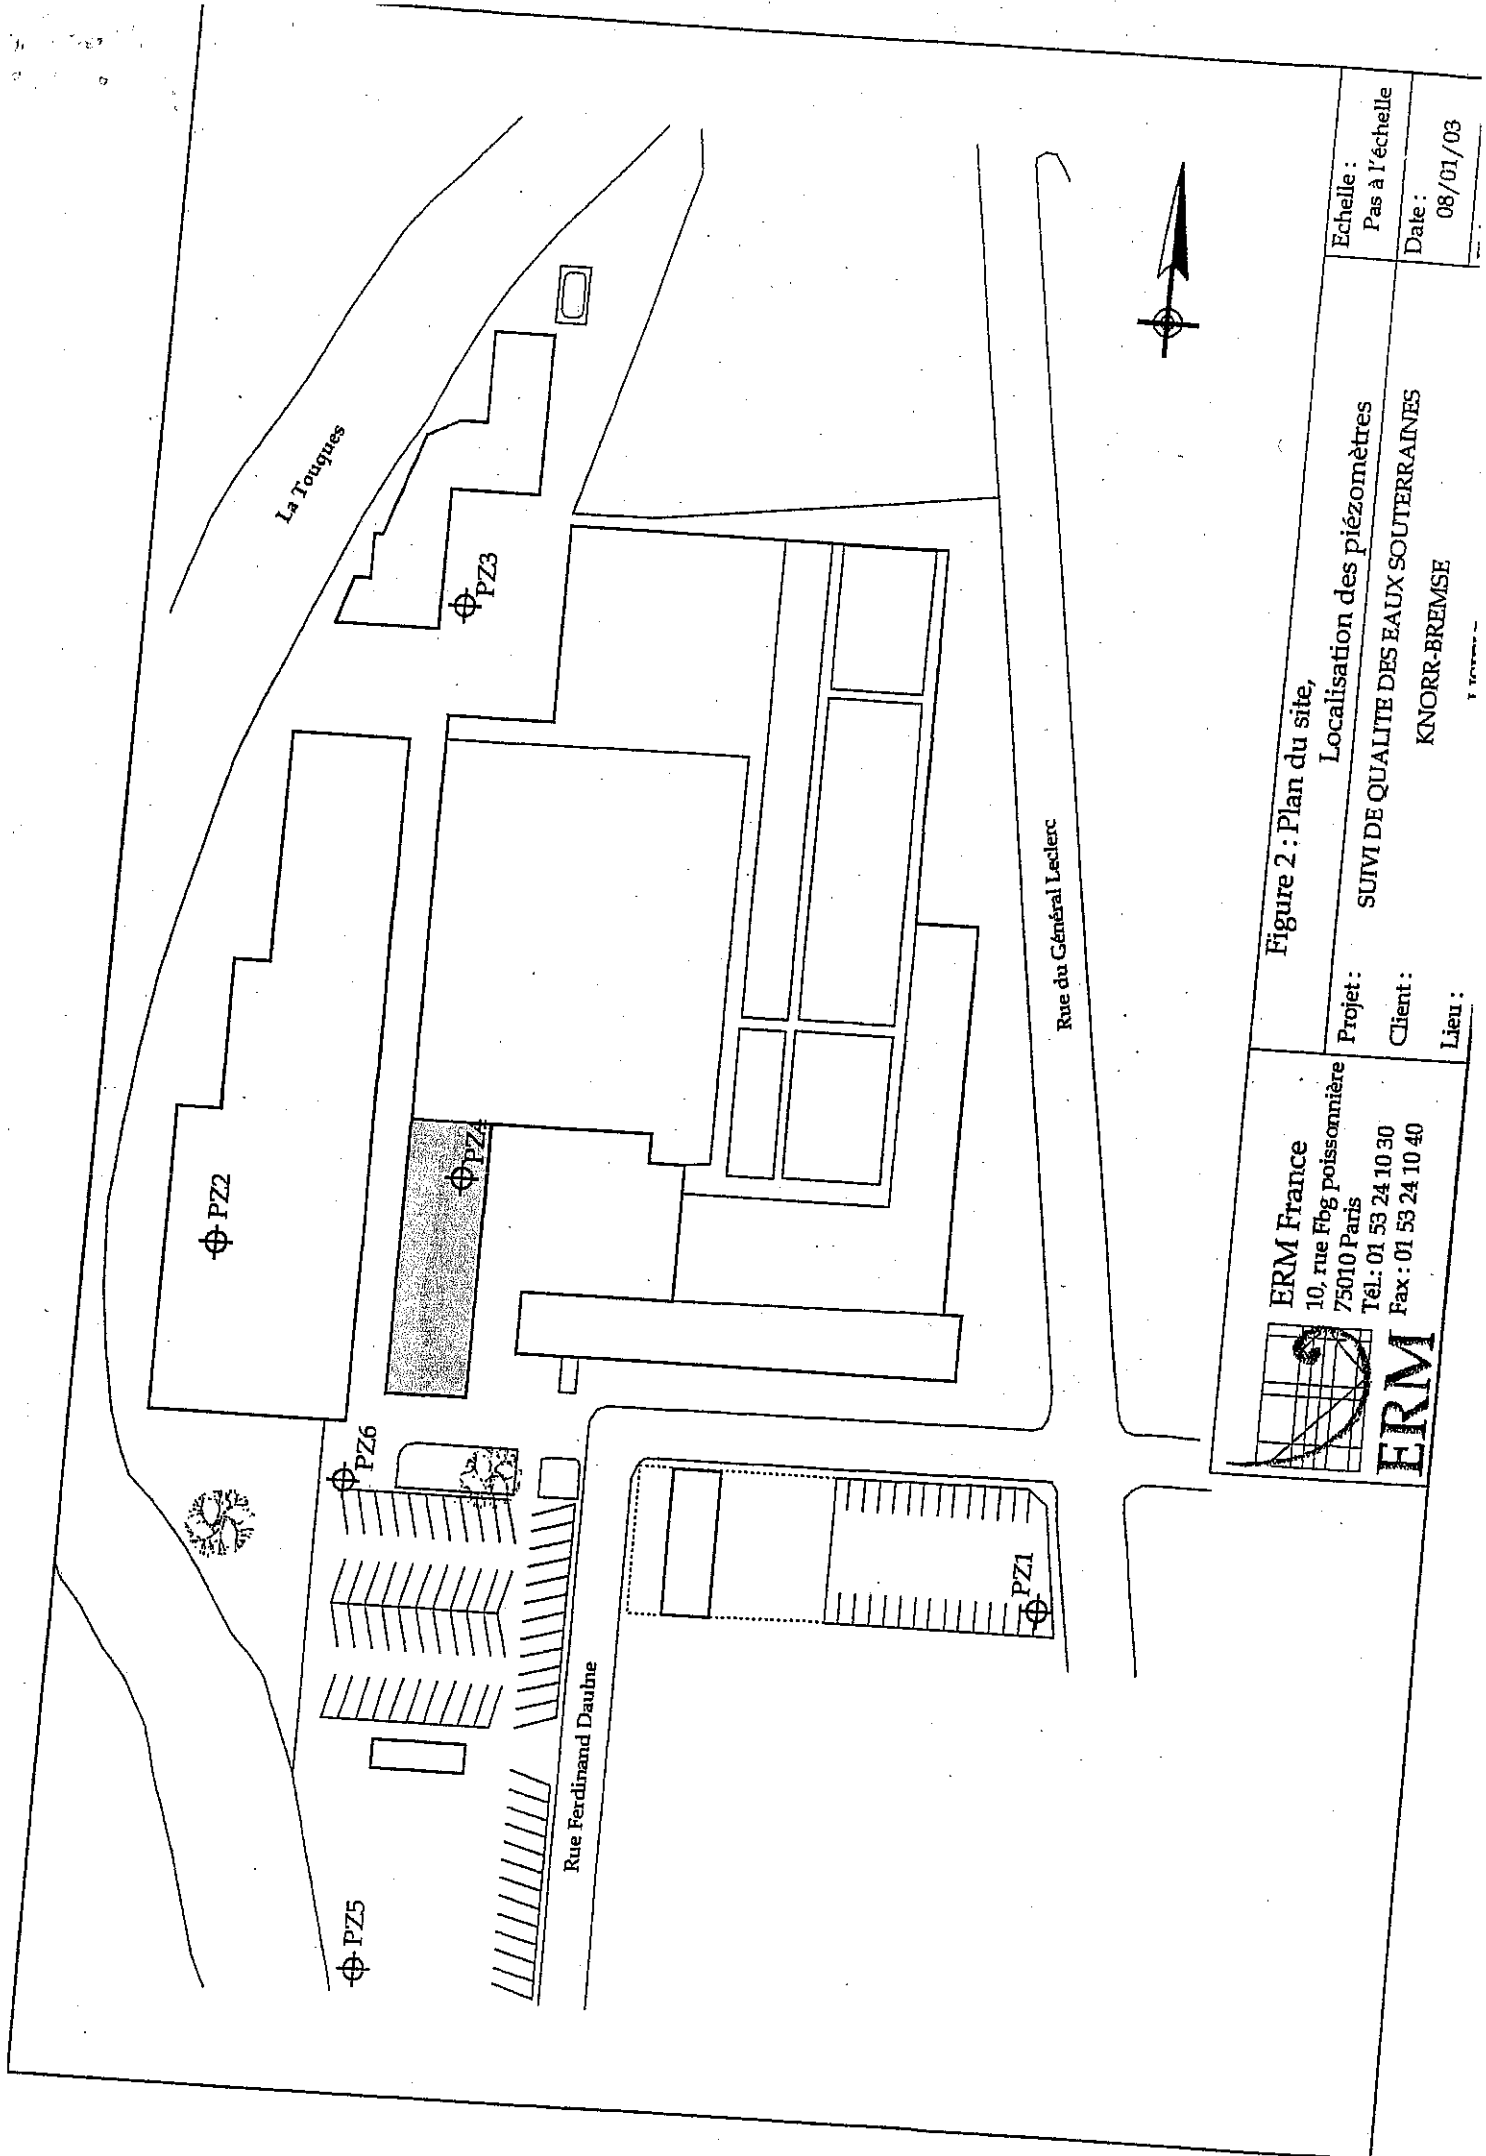 La Touques
PZ3
PZ2
PZ4
PZ6
PZ5
PZ1
Rue Ferdinand Daulne
Rue du Général Leclerc
ERM France
10, rue Fbg poissonnière
75010 Paris
Tél.: 01 53 24 10 30
Fax : 01 53 24 10 40
ERM
Figure 2 : Plan du site,
Localisation des piézomètres
Projet :
SUIVI DE QUALITE DES EAUX SOUTERRAINES
Client :
KNORR-BREMSE
Lieu :
Echelle :
Pas à l'échelle
Date :
08/01/03